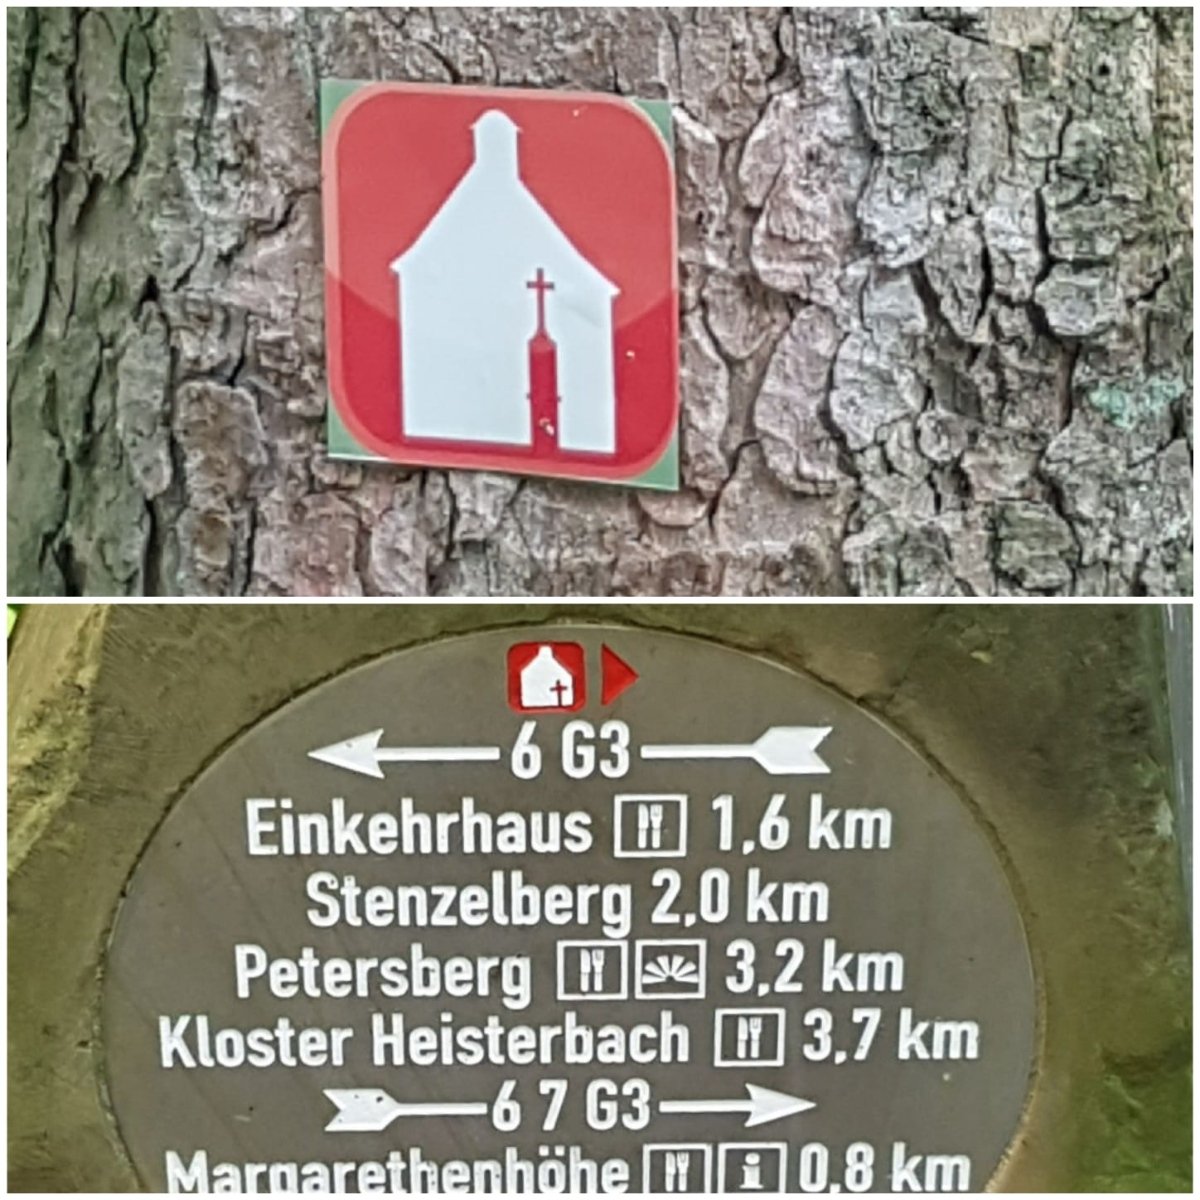 6 G3
Einkehrhaus 1,6 km
Stenzelberg 2,0 km
Petersberg 3,2 km
Kloster Heisterbach 3,7 km
6 7 G3
Margarethenhöhe i 0,8 km